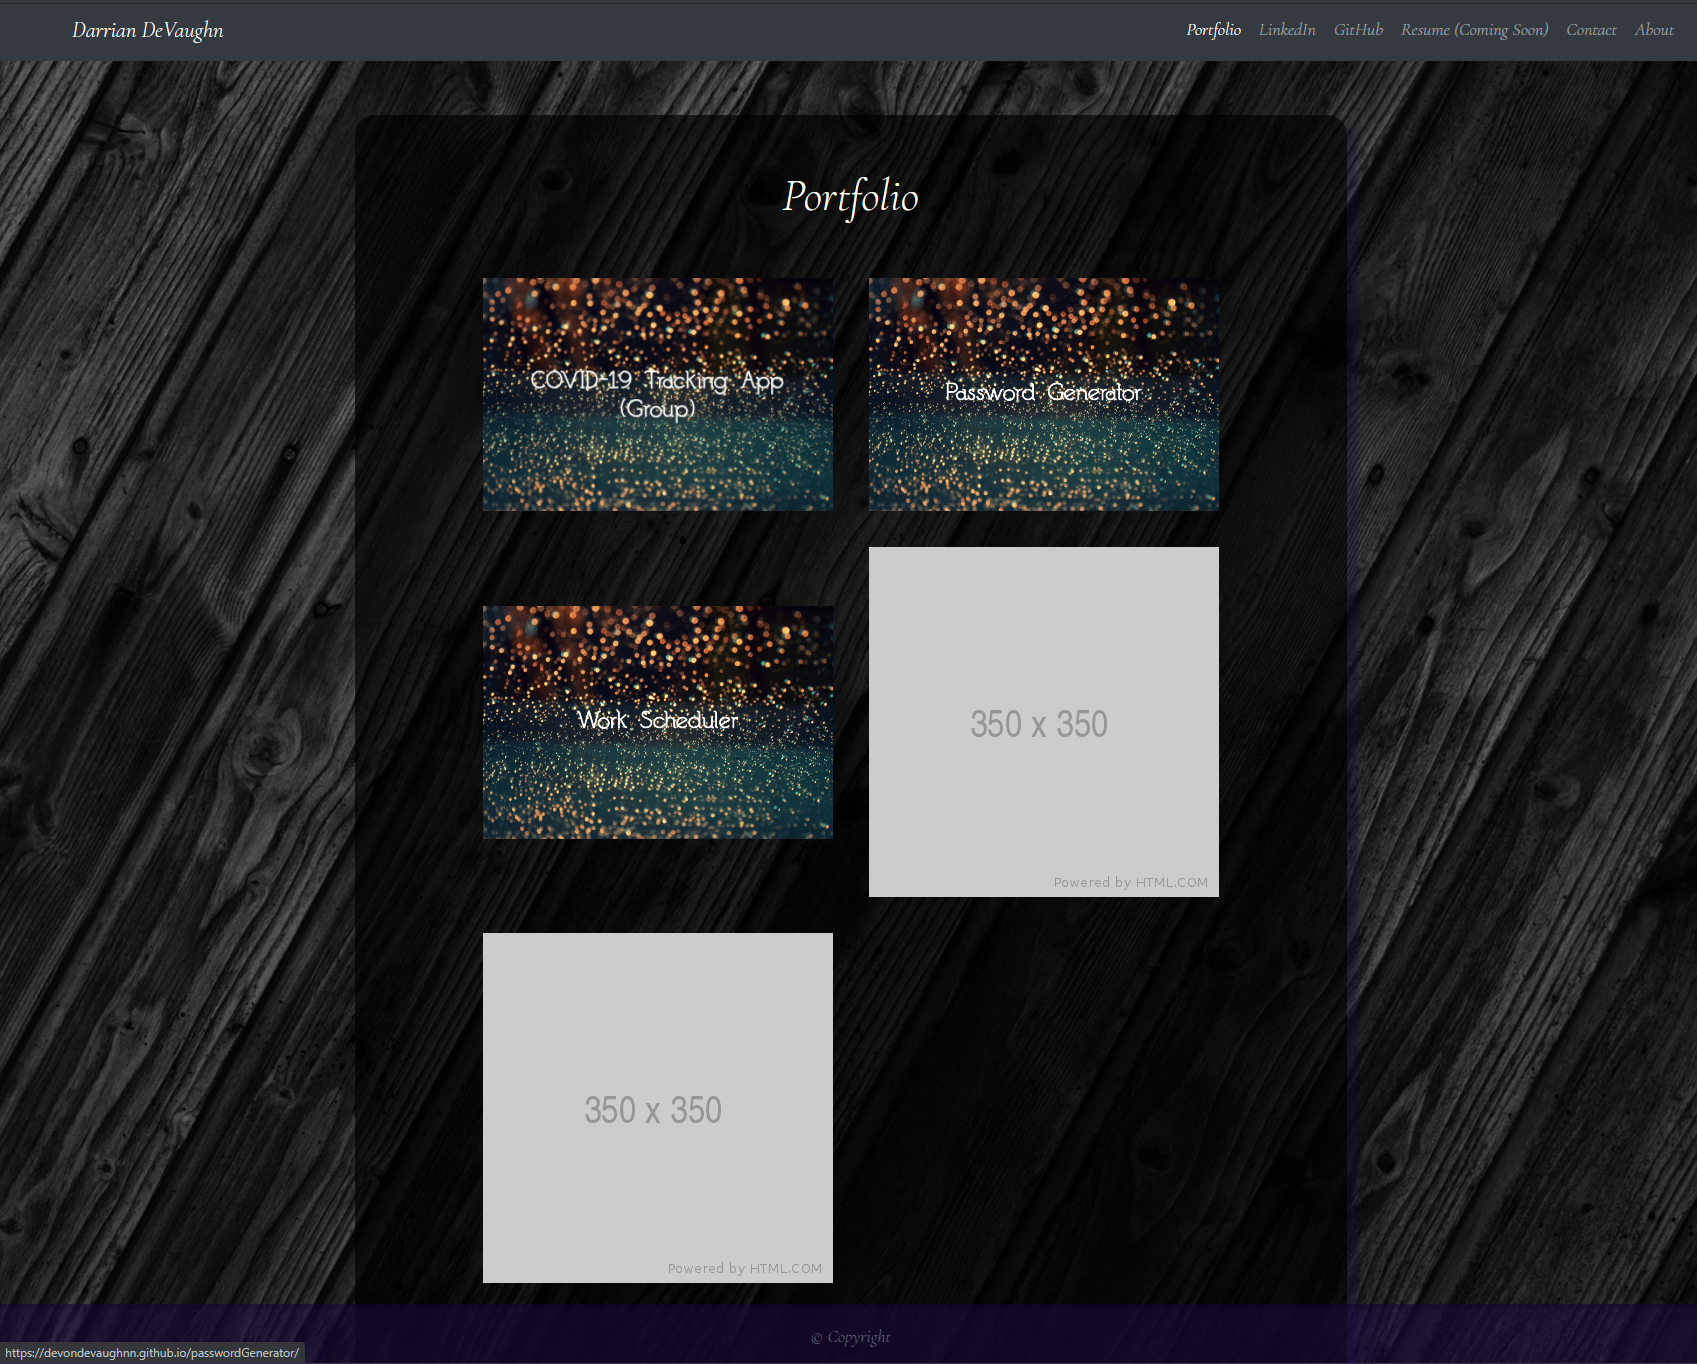 Darrian DeVaughn
Portfolio LinkedIn GitHub Resume (Coming Soon) Contact About
Portfolio
COVID-19 Tracking App
(Group)
Password Generator
Work Scheduler
350 x 350
Powered by HTML.COM
350 x 350
Powered by HTML.COM
© Copyright
https://devondevaughnn.github.io/passwordGenerator/